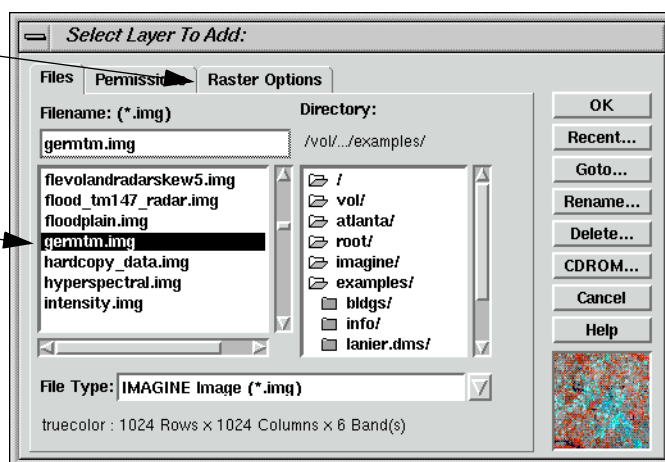 Select Layer To Add:
Files
Permissions
Raster Options
Filename: (*.img)
germtm.img
flevolandradarskew5.img
flood_tm147_radar.img
floodplain.img
germtm.img
hardcopy_data.img
hyperspectral.img
intensity.img
Directory:
/vol/.../examples/
/
vol/
atlanta/
root/
imagine/
examples/
bldgs/
info/
lanier.dms/
File Type: IMAGINE Image (*.img)
truecolor : 1024 Rows x 1024 Columns x 6 Band(s)
OK
Recent...
Goto...
Rename...
Delete...
CDROM...
Cancel
Help